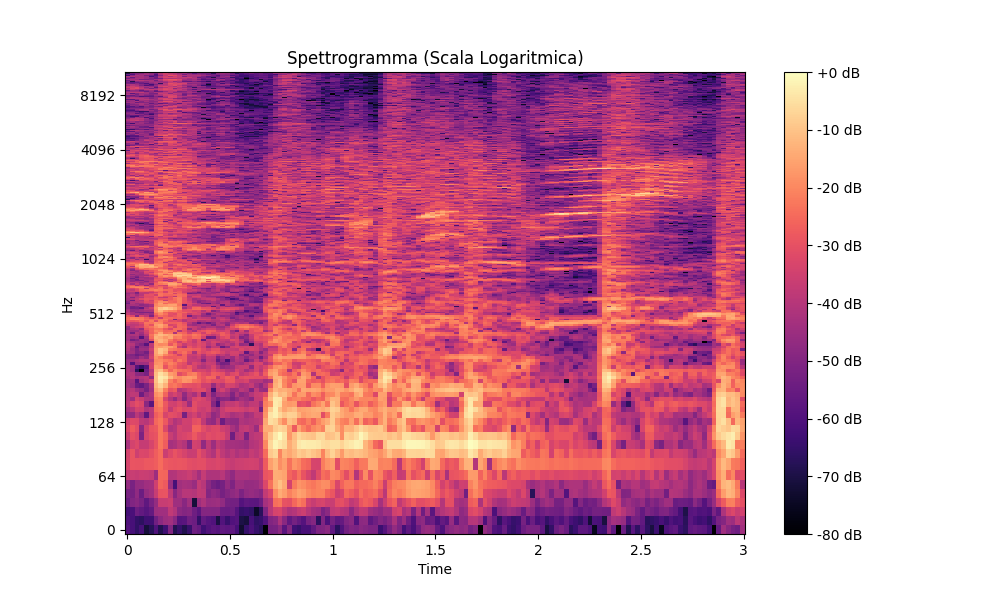 Spettrogramma (Scala Logaritmica)
8192
4096
2048
1024
512
256
128
64
0
Hz
0
0.5
1
1.5
2
2.5
3
Time
+0 dB
-10 dB
-20 dB
-30 dB
-40 dB
-50 dB
-60 dB
-70 dB
-80 dB